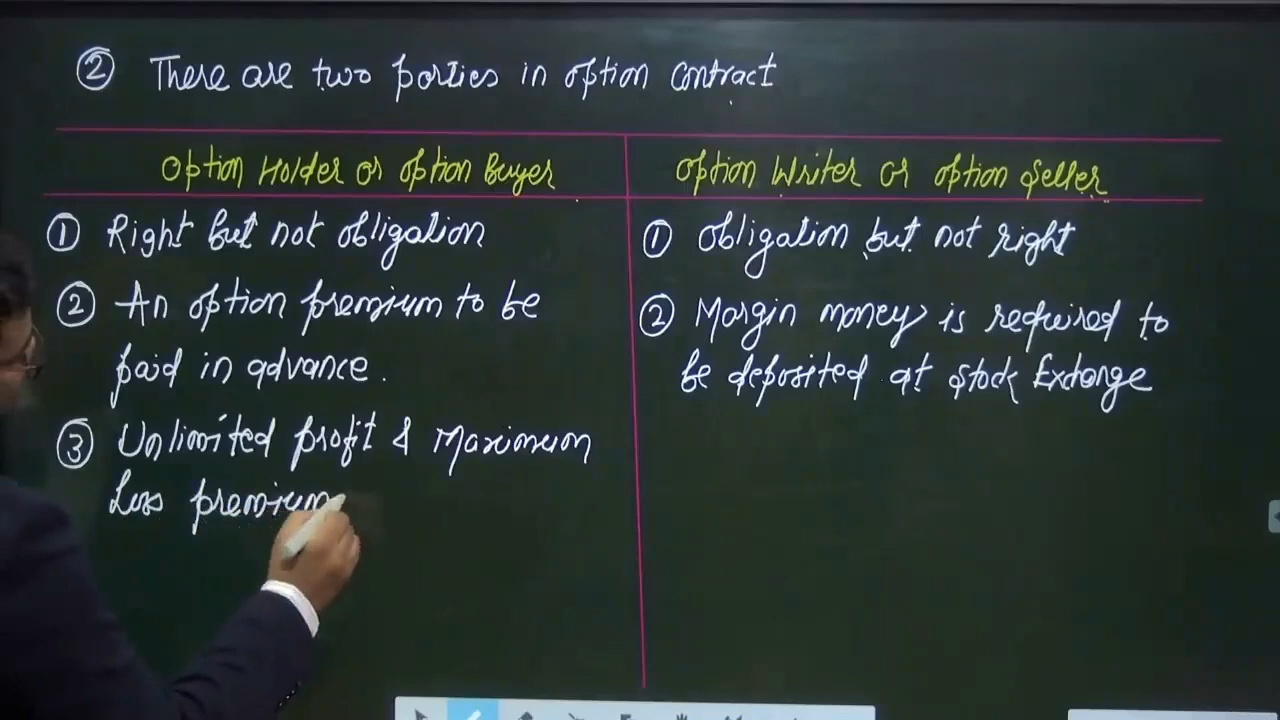 ② There are two parties in option contract
Option Holder or option Buyer
① Right but not obligation
② An option premium to be
paid in advance.
③ Unlimited profit & Maximum
Loss premium
option Writer or option Seller
① obligation but not right
② Margin money is required to
be deposited at Stock Exchange